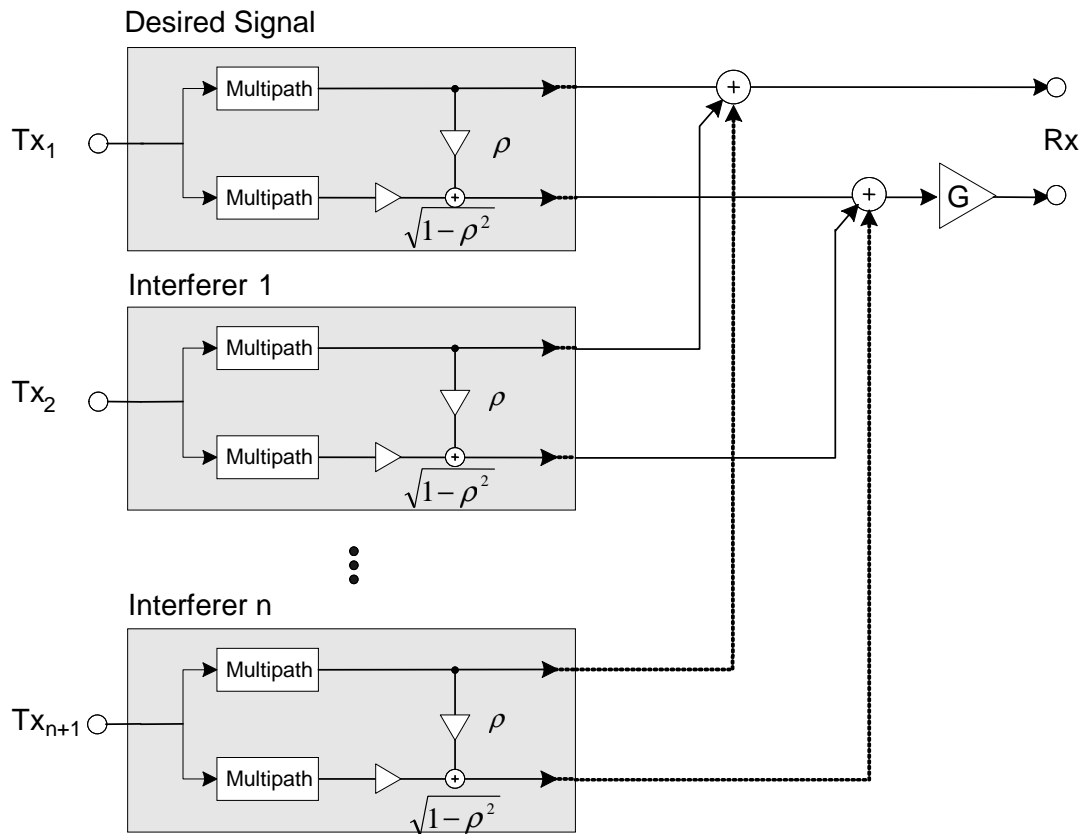 Desired Signal
Multipath
Tx₁
ρ
Rx
Multipath
G
√(1−ρ²)
Interferer 1
Multipath
Tx₂
ρ
Multipath
√(1−ρ²)
Interferer n
Multipath
Txₙ₊₁
ρ
Multipath
√(1−ρ²)